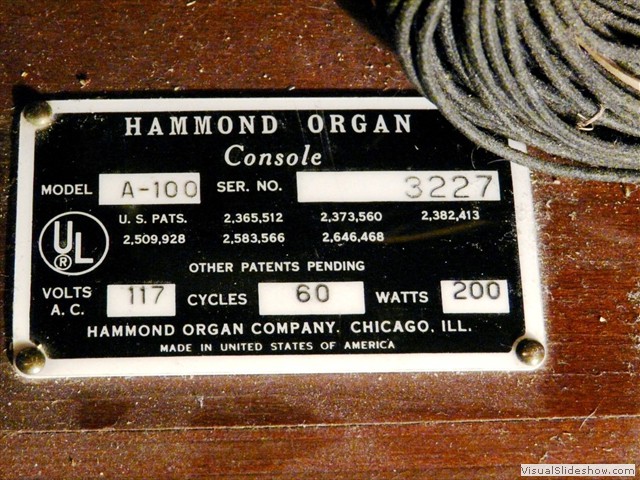 HAMMOND ORGAN
Console
MODEL A-100 SER. NO. 3227
U.S. PATS. 2,365,512 2,373,560 2,382,413
2,509,928 2,583,566 2,646,468
UL
®
OTHER PATENTS PENDING
VOLTS A.C. 117 CYCLES 60 WATTS 200
HAMMOND ORGAN COMPANY. CHICAGO, ILL.
MADE IN UNITED STATES OF AMERICA
VisualSlideshow.com